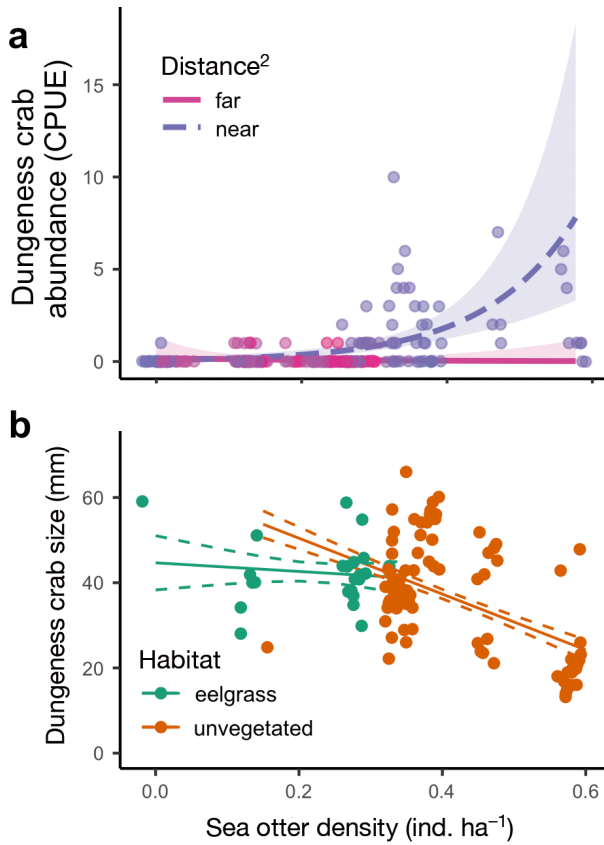 a
Dungeness crab
abundance (CPUE)
15
10
5
0
Distance²
far
near
b
Dungeness crab size (mm)
60
40
20
0
Habitat
eelgrass
unvegetated
0.0 0.2 0.4 0.6
Sea otter density (ind. ha⁻¹)